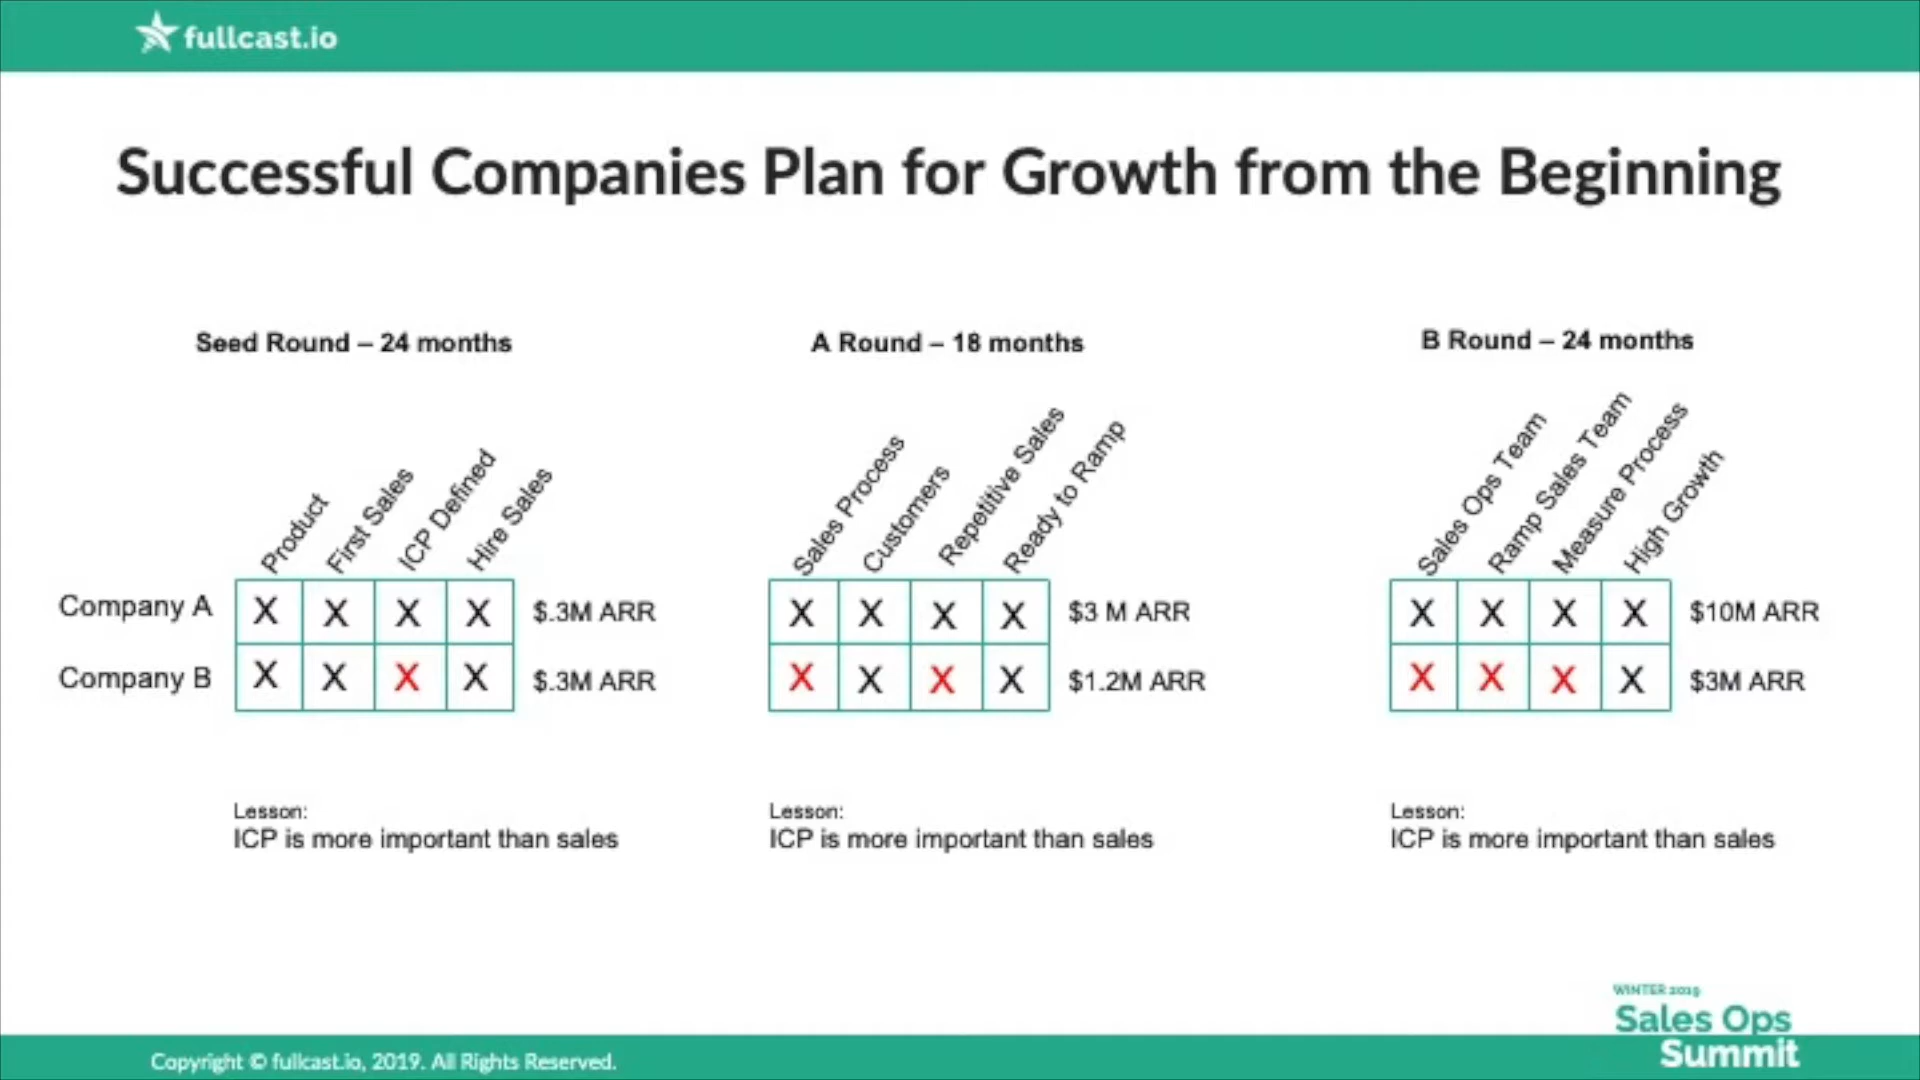 fullcast.io
Successful Companies Plan for Growth from the Beginning
Seed Round – 24 months
Product
First Sales
ICP Defined
Hire Sales
Company A X X X X $.3M ARR
Company B X X X X $.3M ARR
Lesson:
ICP is more important than sales
A Round – 18 months
Sales Process
Customers
Repetitive Sales
Ready to Ramp
X X X X $3 M ARR
X X X X $1.2M ARR
Lesson:
ICP is more important than sales
B Round – 24 months
Sales Ops Team
Ramp Sales Team
Measure Process
High Growth
X X X X $10M ARR
X X X X $3M ARR
Lesson:
ICP is more important than sales
WINTER 2019
Sales Ops
Summit
Copyright © fullcast.io, 2019. All Rights Reserved.